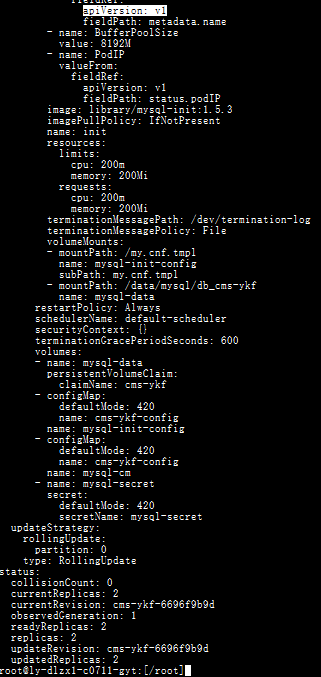 fieldRef:
apiVersion: v1
fieldPath: metadata.name
- name: BufferPoolSize
value: 8192M
- name: PodIP
valueFrom:
fieldRef:
apiVersion: v1
fieldPath: status.podIP
image: library/mysql-init:1.5.3
imagePullPolicy: IfNotPresent
name: init
resources:
limits:
cpu: 200m
memory: 200Mi
requests:
cpu: 200m
memory: 200Mi
terminationMessagePath: /dev/termination-log
terminationMessagePolicy: File
volumeMounts:
- mountPath: /my.cnf.tmpl
name: mysql-init-config
subPath: my.cnf.tmpl
- mountPath: /data/mysql/db_cms-ykf
name: mysql-data
restartPolicy: Always
schedulerName: default-scheduler
securityContext: {}
terminationGracePeriodSeconds: 600
volumes:
- name: mysql-data
persistentVolumeClaim:
claimName: cms-ykf
- configMap:
defaultMode: 420
name: cms-ykf-config
name: mysql-init-config
- configMap:
defaultMode: 420
name: cms-ykf-config
name: mysql-cm
- name: mysql-secret
secret:
defaultMode: 420
secretName: mysql-secret
updateStrategy:
rollingUpdate:
partition: 0
type: RollingUpdate
status:
collisionCount: 0
currentReplicas: 2
currentRevision: cms-ykf-6696f9b9d
observedGeneration: 1
readyReplicas: 2
replicas: 2
updateRevision: cms-ykf-6696f9b9d
updatedReplicas: 2
root@ly-dlzx1-c0711-gyt:[/root]